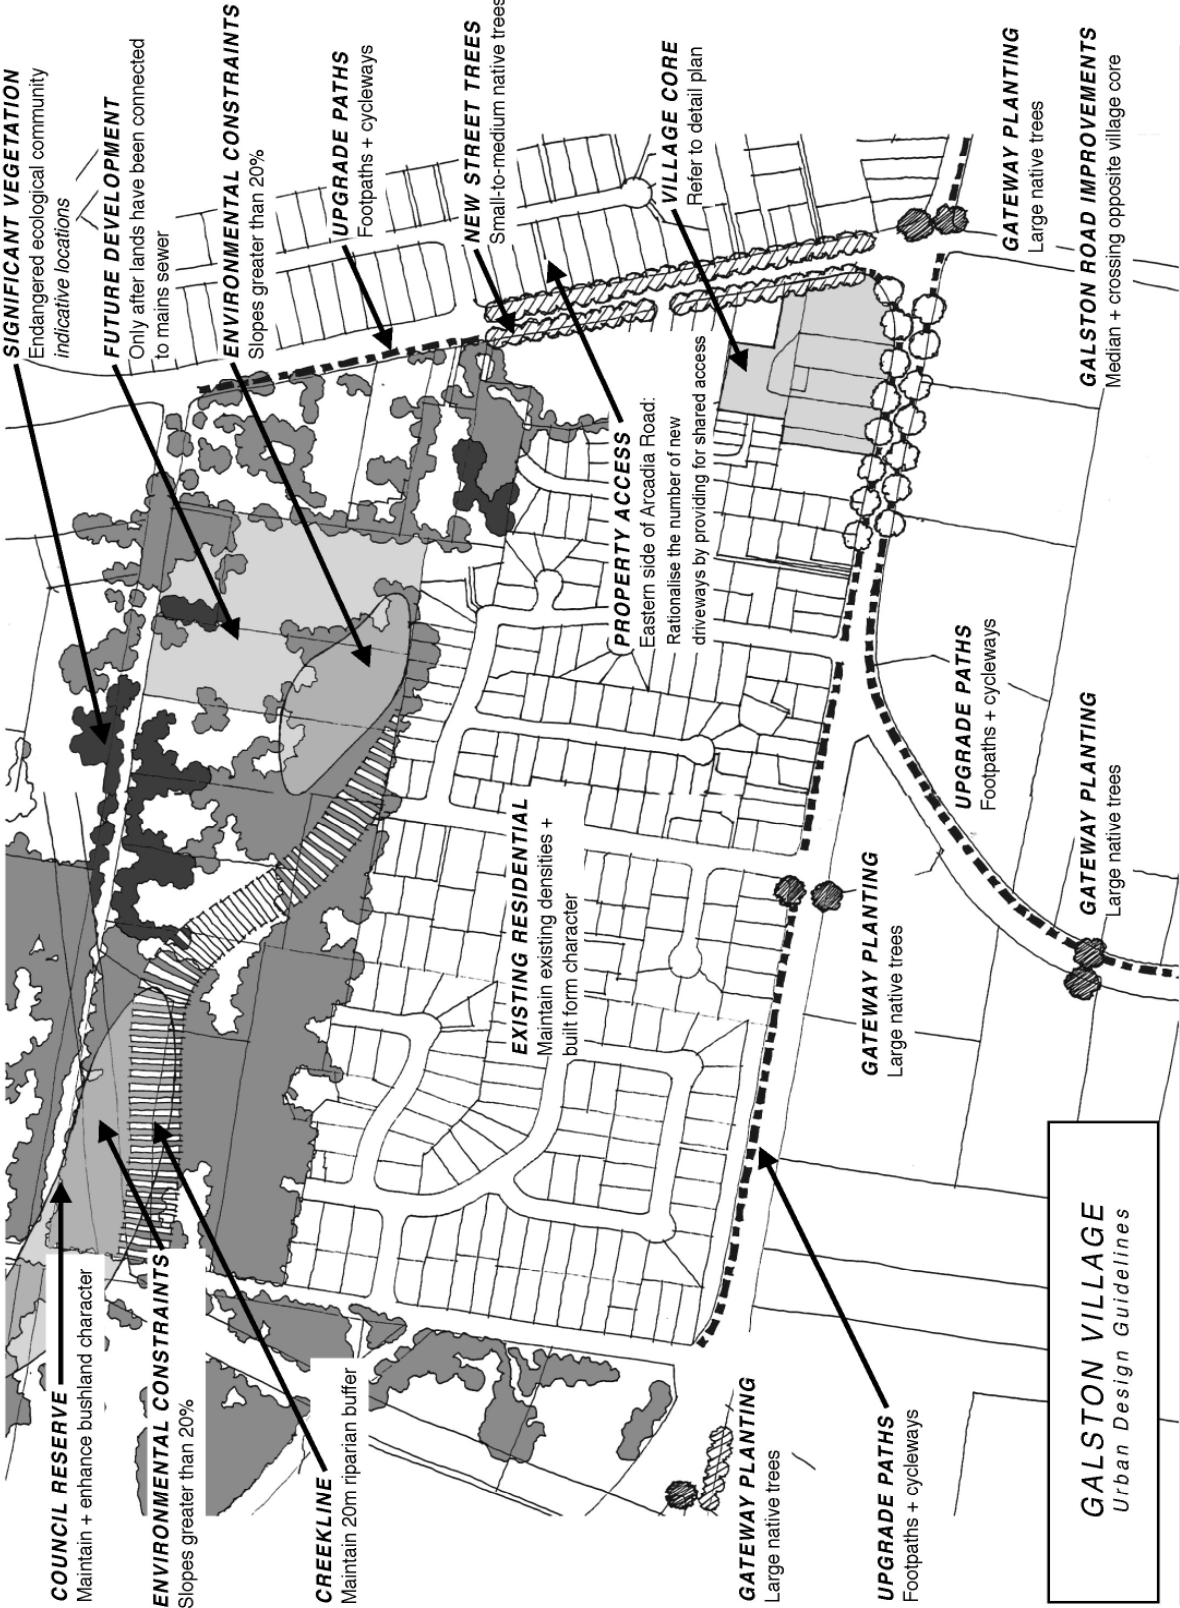 COUNCIL RESERVE
Maintain + enhance bushland character
ENVIRONMENTAL CONSTRAINTS
Slopes greater than 20%
CREEKLINE
Maintain 20m riparian buffer
SIGNIFICANT VEGETATION
Endangered ecological community
indicative locations
FUTURE DEVELOPMENT
Only after lands have been connected
to mains sewer
ENVIRONMENTAL CONSTRAINTS
Slopes greater than 20%
UPGRADE PATHS
Footpaths + cycleways
NEW STREET TREES
Small-to-medium native trees
EXISTING RESIDENTIAL
Maintain existing densities +
built form character
PROPERTY ACCESS
Eastern side of Arcadia Road:
Rationalise the number of new
driveways by providing for shared access
VILLAGE CORE
Refer to detail plan
GATEWAY PLANTING
Large native trees
UPGRADE PATHS
Footpaths + cycleways
GATEWAY PLANTING
Large native trees
UPGRADE PATHS
Footpaths + cycleways
GATEWAY PLANTING
Large native trees
GATEWAY PLANTING
Large native trees
GALSTON ROAD IMPROVEMENTS
Median + crossing opposite village core
GALSTON VILLAGE
Urban Design Guidelines